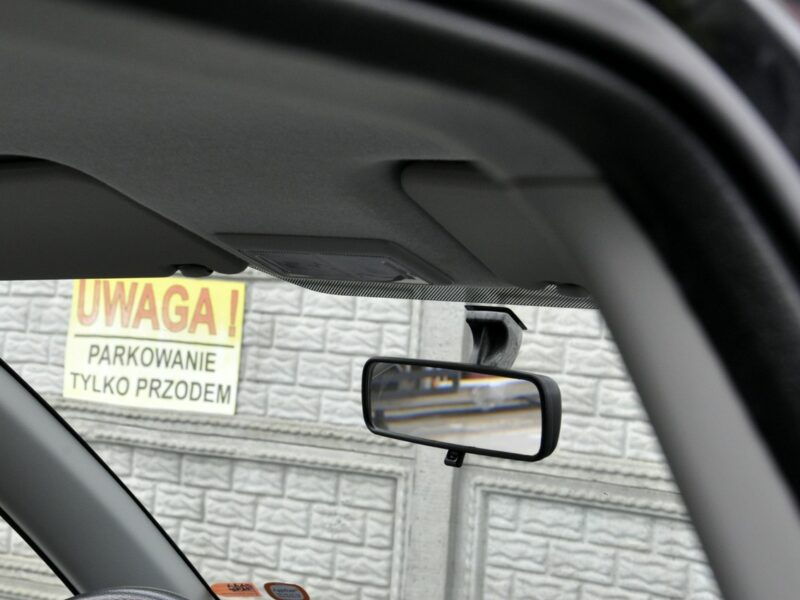 UWAGA !
PARKOWANIE
TYLKO PRZODEM